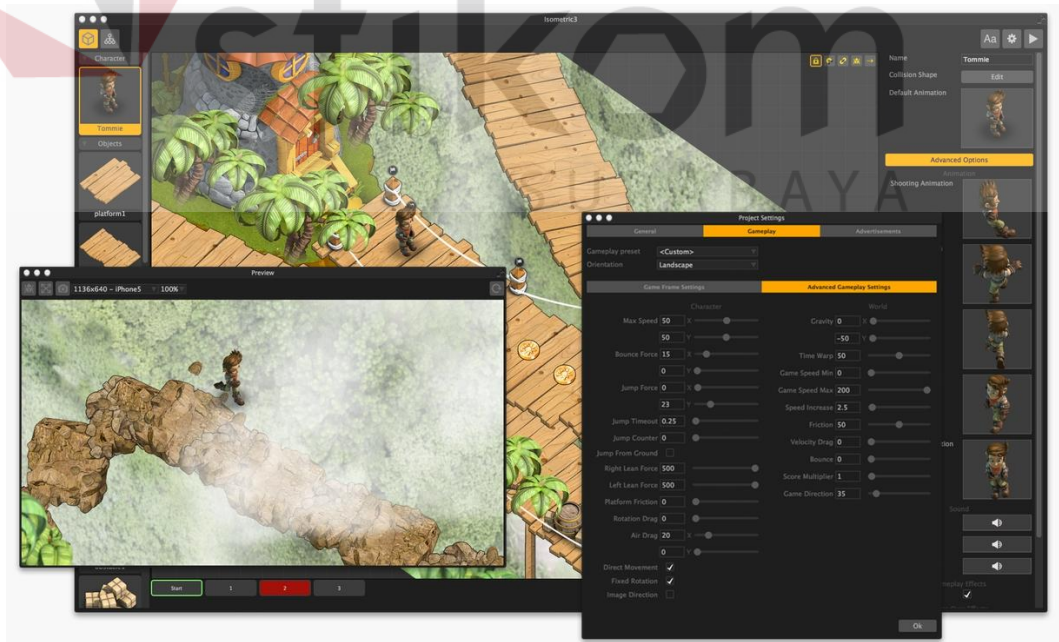 stikom
SURABAYA
Isometric3
Aa
Character
Tommie
Objects
platform1
Name Tommie
Collision Shape Edit
Default Animation
Advanced Options
Animation
Shooting Animation
Sound
Start 1 2 3
Preview
1136x640 - iPhone5 100%
Project Settings
General Gameplay Advertisements
Gameplay preset <Custom>
Orientation Landscape
Game Frame Settings Advanced Gameplay Settings
Character
Max Speed 50 X
50 Y
Bounce Force 15 X
0 Y
Jump Force 0 X
23 Y
Jump Timeout 0.25
Jump Counter 0
Jump From Ground
Right Lean Force 500
Left Lean Force 500
Platform Friction 0
Rotation Drag 0
Air Drag 20 X
0 Y
Direct Movement
Fixed Rotation
Image Direction
World
Gravity 0 X
-50 Y
Time Warp 50
Game Speed Min 0
Game Speed Max 200
Speed Increase 2.5
Friction 50
Velocity Drag 0
Bounce 0
Score Multiplier 1
Game Direction 35
Ok